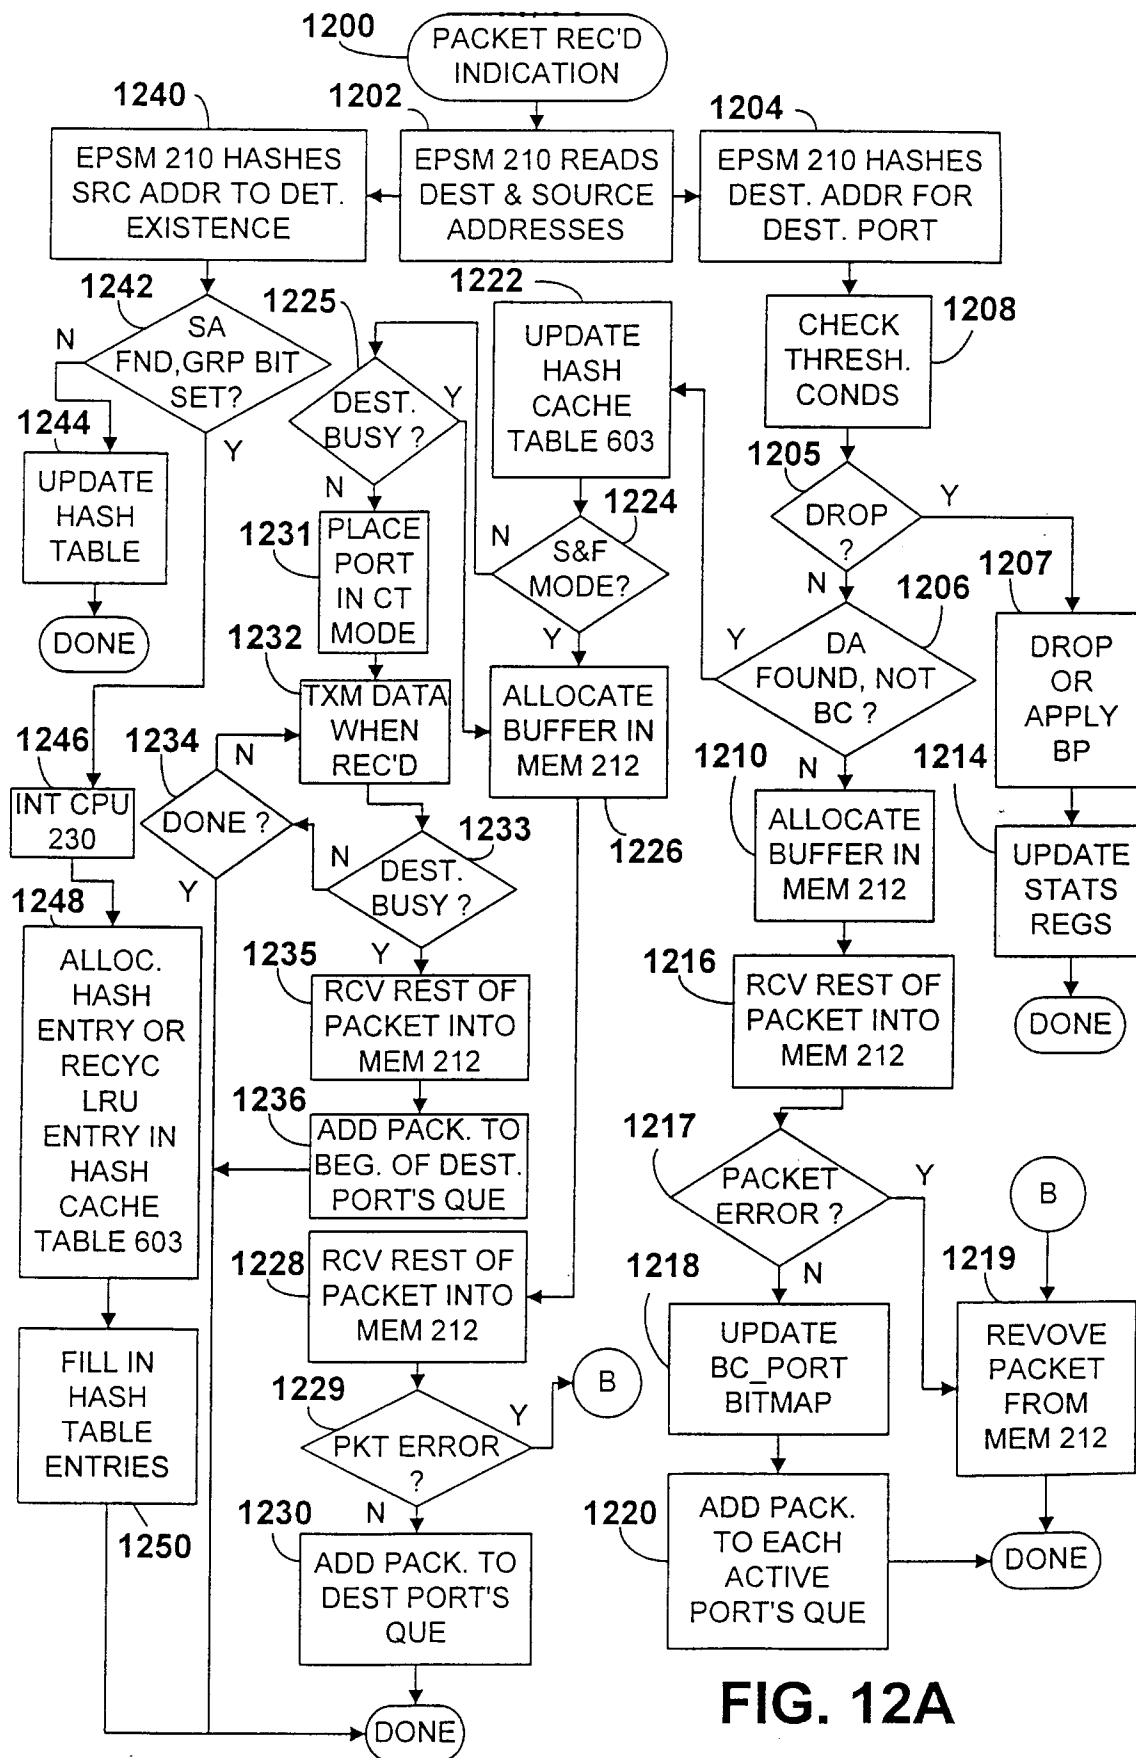 1200
PACKET REC'D
INDICATION
1240
EPSM 210 HASHES
SRC ADDR TO DET.
EXISTENCE
1202
EPSM 210 READS
DEST & SOURCE
ADDRESSES
1204
EPSM 210 HASHES
DEST. ADDR FOR
DEST. PORT
1242
SA
FND,GRP BIT
SET?
N
Y
1244
UPDATE
HASH
TABLE
DONE
1225
DEST.
BUSY ?
Y
N
1222
UPDATE
HASH
CACHE
TABLE 603
1208
CHECK
THRESH.
CONDS
1205
DROP
?
Y
N
1224
S&F
MODE?
N
Y
1231
PLACE
PORT
IN CT
MODE
1206
DA
FOUND, NOT
BC ?
Y
N
1207
DROP
OR
APPLY
BP
1214
UPDATE
STATS
REGS
DONE
1232
TXM DATA
WHEN
REC'D
ALLOCATE
BUFFER IN
MEM 212
1226
1210
ALLOCATE
BUFFER IN
MEM 212
1246
INT CPU
230
1234
DONE ?
N
Y
1233
DEST.
BUSY ?
N
Y
1248
ALLOC.
HASH
ENTRY OR
RECYC
LRU
ENTRY IN
HASH
CACHE
TABLE 603
1235
RCV REST OF
PACKET INTO
MEM 212
1216
RCV REST OF
PACKET INTO
MEM 212
1236
ADD PACK. TO
BEG. OF DEST.
PORT'S QUE
1217
PACKET
ERROR ?
Y
N
B
1228
RCV REST OF
PACKET INTO
MEM 212
1218
UPDATE
BC_PORT
BITMAP
1219
REVOVE
PACKET
FROM
MEM 212
FILL IN
HASH
TABLE
ENTRIES
1250
1229
PKT ERROR
?
Y
N
B
1230
ADD PACK. TO
DEST PORT'S
QUE
1220
ADD PACK.
TO EACH
ACTIVE
PORT'S QUE
DONE
DONE
FIG. 12A